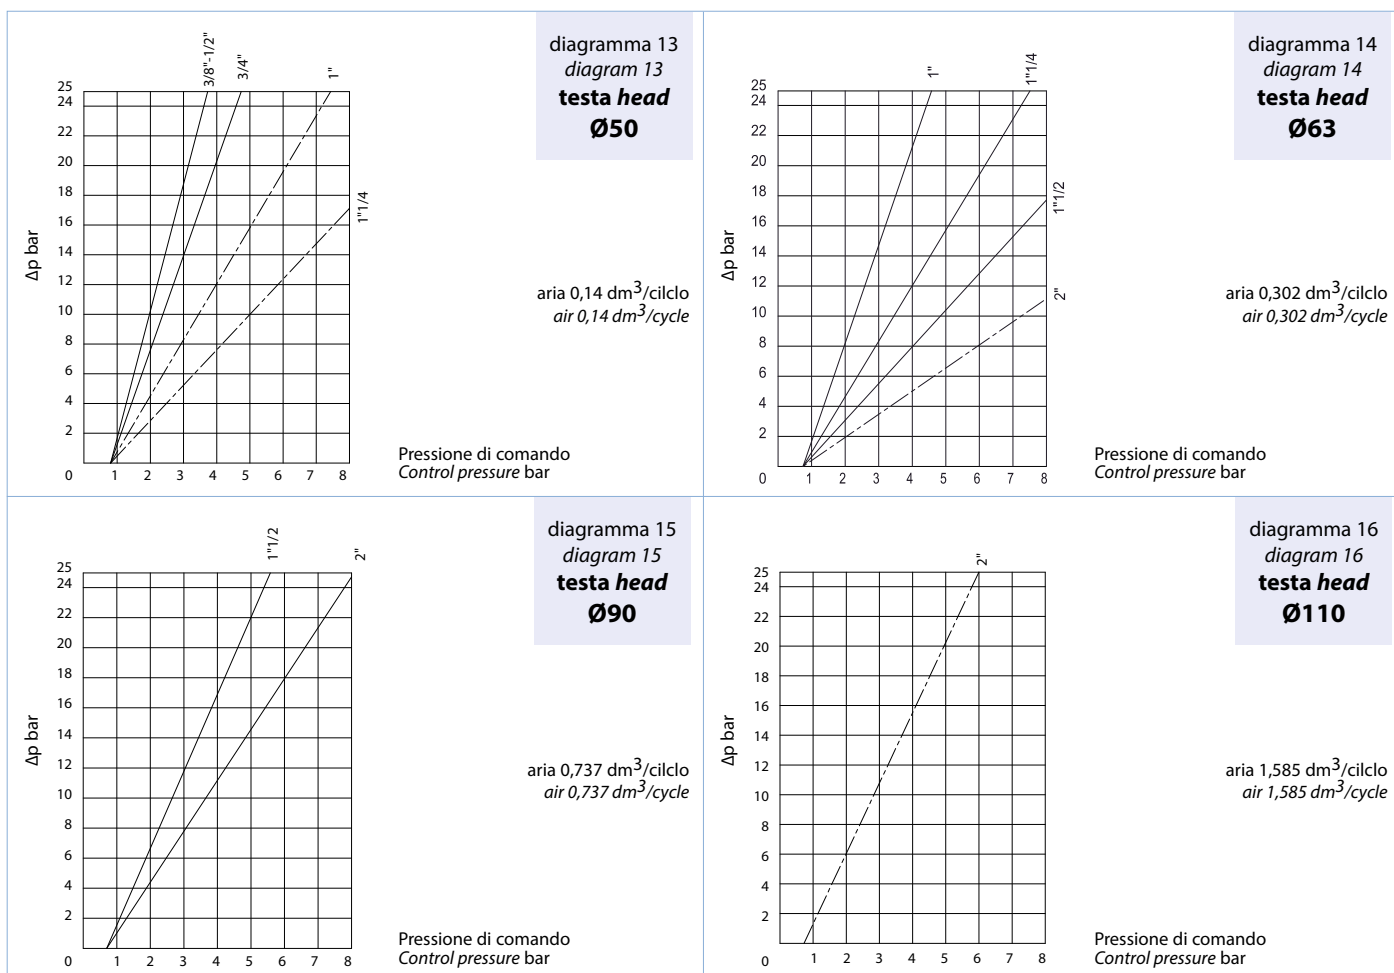 diagramma 13
diagram 13
testa head
Ø50
3/8"-1/2"
3/4"
1"
1"1/4
25
24
22
20
18
16
14
12
10
8
6
4
2
0 1 2 3 4 5 6 7 8
Δp bar
aria 0,14 dm3/cilclo
air 0,14 dm3/cycle
Pressione di comando
Control pressure bar
diagramma 14
diagram 14
testa head
Ø63
1"
1"1/4
1"1/2
2"
25
24
22
20
18
16
14
12
10
8
6
4
2
0 1 2 3 4 5 6 7 8
Δp bar
aria 0,302 dm3/cilclo
air 0,302 dm3/cycle
Pressione di comando
Control pressure bar
diagramma 15
diagram 15
testa head
Ø90
1"1/2
2"
25
24
22
20
18
16
14
12
10
8
6
4
2
0 1 2 3 4 5 6 7 8
Δp bar
aria 0,737 dm3/cilclo
air 0,737 dm3/cycle
Pressione di comando
Control pressure bar
diagramma 16
diagram 16
testa head
Ø110
2"
25
24
22
20
18
16
14
12
10
8
6
4
2
0 1 2 3 4 5 6 7 8
Δp bar
aria 1,585 dm3/cilclo
air 1,585 dm3/cycle
Pressione di comando
Control pressure bar